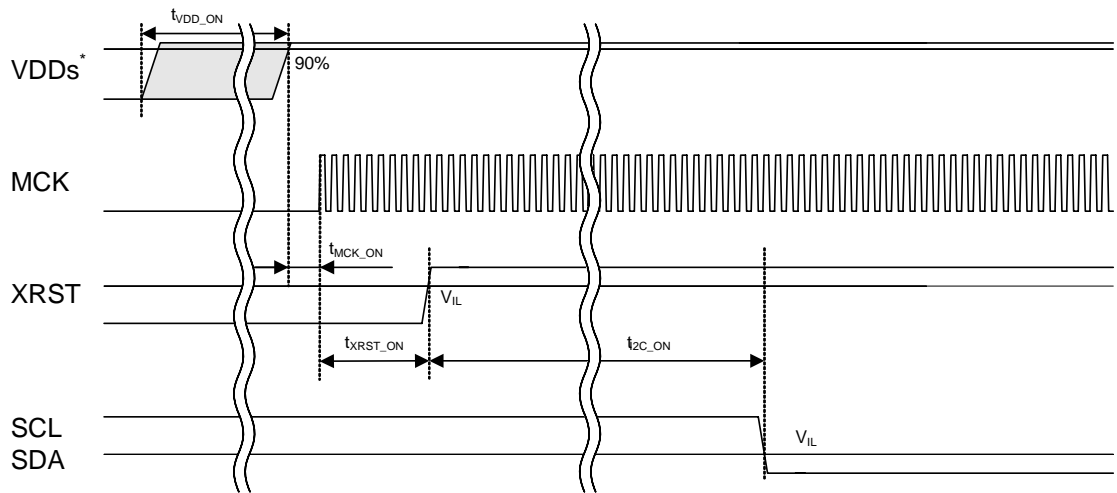 tVDD_ON
VDDs*
90%
MCK
tMCK_ON
XRST
VIL
tXRST_ON
tI2C_ON
SCL
VIL
SDA